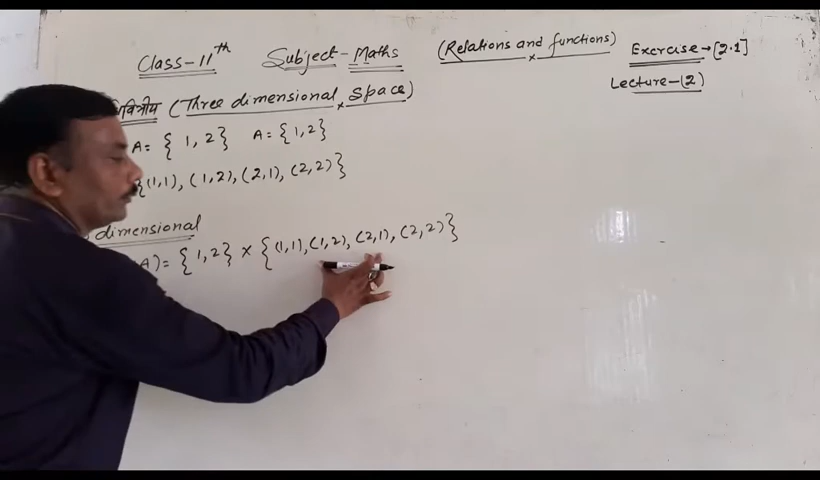 Class-11th Subject-Maths (Relations and functions) Excercise→[2.1]
Lecture-(2)
(Three dimensional Space)
A = { 1, 2 } A = { 1, 2 }
{(1,1), (1,2), (2,1), (2,2)}
dimensional
A) = { 1, 2 } × { (1,1), (1,2), (2,1), (2,2) }